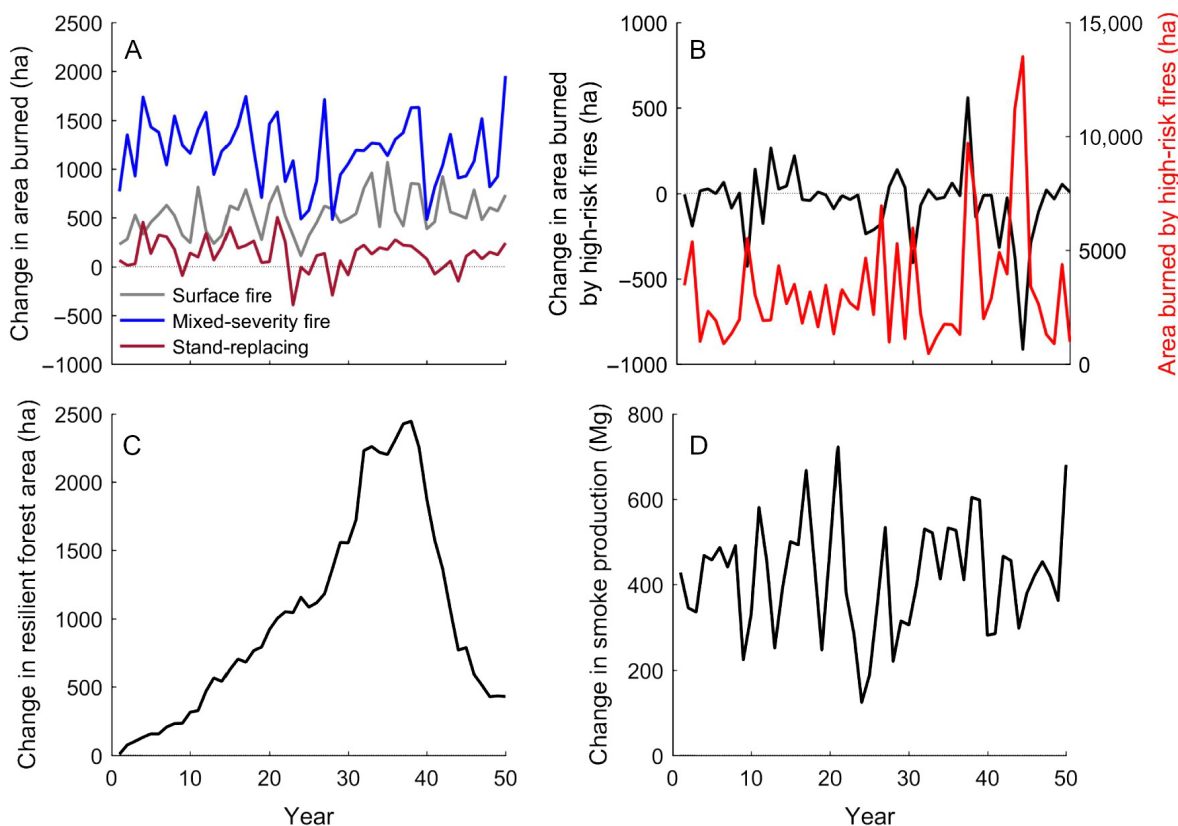 A
Change in area burned (ha)
2500
2000
1500
1000
500
0
−500
−1000
Surface fire
Mixed-severity fire
Stand-replacing
B
Change in area burned
by high-risk fires (ha)
1000
500
0
−500
−1000
15,000
10,000
5000
0
Area burned by high-risk fires (ha)
C
Change in resilient forest area (ha)
2500
2000
1500
1000
500
0
0 10 20 30 40 50
Year
D
Change in smoke production (Mg)
800
600
400
200
0
0 10 20 30 40 50
Year